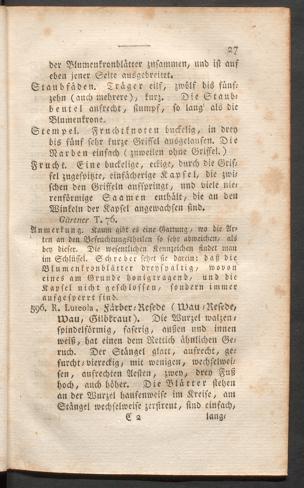 27
der Blumenkronblätter zusammen, und ist auf
eben jener Seite ausgebreitet.
Staubfäden. Träger eilf, zwölf bis fünf-
zehn (auch mehrere), kurz. Die Staub-
beutel aufrecht, stumpf, so lang als die
Blumenkrone.
Stempel. Fruchtknoten buckelig, in drey
bis fünf sehr kurze Griffel ausgehend. Die
Narben einfach (zuweilen ohne Griffel.)
Frucht. Eine buckelige, eckige, durch die Grif-
fel zugespitzte, einfächerige Kapsel, die zwi-
schen den Griffeln aufspringt, und viele nie-
renförmige Saamen enthält, die an den
Winkeln der Kapsel angewachsen sind.
Gärtner T. 76.
Anmerkung. Kaum gibt es eine Gattung, wo die Ar-
ten an den Befruchtungstheilen so sehr abweichen, als
bey dieser. Die wesentlichen Kennzeichen findet man
im Schlüssel. Schreber setzt sie darein: daß die
Blumenkronblätter dreyspaltig, wovon
eines am Grunde honigtragend, und die
Kapsel nicht geschlossen, sondern immer
aufgesperrt sind.
596. R. Luteola. Färber-Resede (Wau-Resede,
Wau, Gilbkraut). Die Wurzel walzen-
spindelförmig, faserig, außen und innen
weiß, hat einen dem Rettich ähnlichen Ge-
ruch. Der Stängel glatt, aufrecht, ge-
furcht-viereckig, mit wenigen, wechselwei-
sen, aufrechten Aesten, zwey, drey Fuß
hoch, auch höher. Die Blätter stehen
an der Wurzel haufenweise im Kreise, am
Stängel wechselweise zerstreut, sind einfach,
C 2 lang-